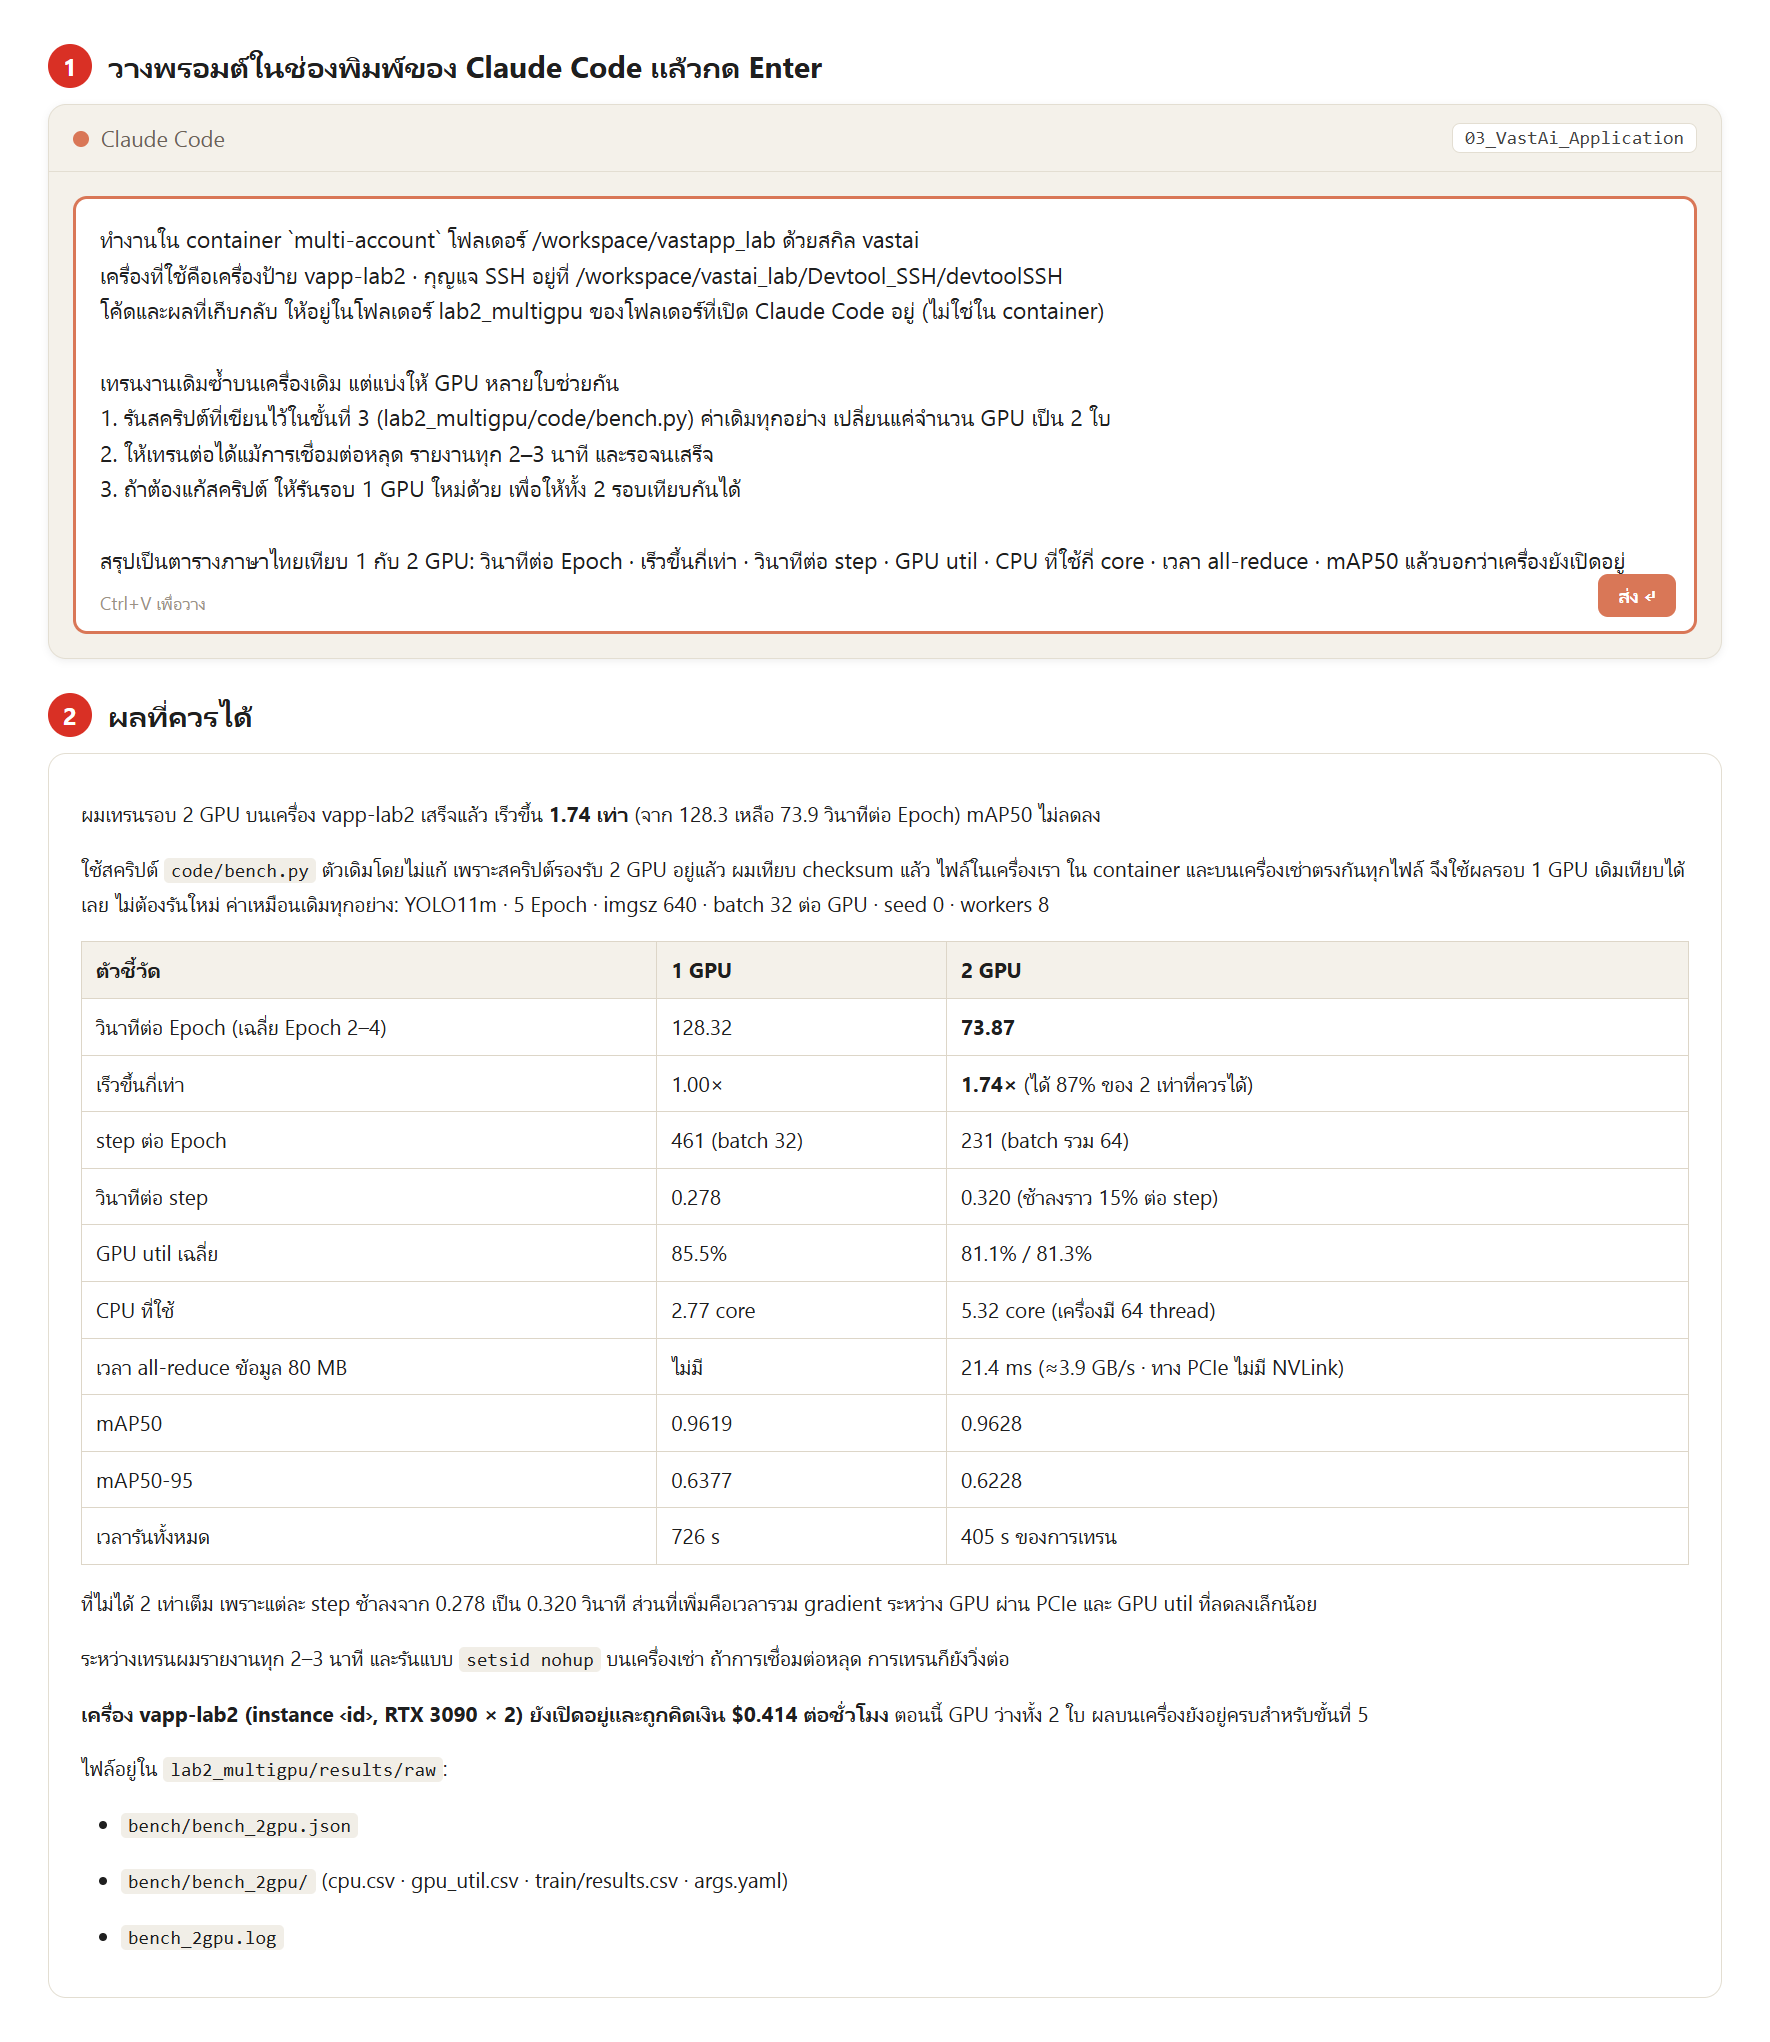 1 วางพรอมต์ในช่องพิมพ์ของ Claude Code แล้วกด Enter
Claude Code
03_VastAi_Application
ทำงานใน container `multi-account` โฟลเดอร์ /workspace/vastapp_lab ด้วยสกิล vastai
เครื่องที่ใช้คือเครื่องป้าย vapp-lab2 · กุญแจ SSH อยู่ที่ /workspace/vastai_lab/Devtool_SSH/devtoolSSH
โค้ดและผลที่เก็บกลับ ให้อยู่ในโฟลเดอร์ lab2_multigpu ของโฟลเดอร์ที่เปิด Claude Code อยู่ (ไม่ใช่ใน container)
เทรนงานเดิมซ้ำบนเครื่องเดิม แต่แบ่งให้ GPU หลายใบช่วยกัน
1. รันสคริปต์ที่เขียนไว้ในขั้นที่ 3 (lab2_multigpu/code/bench.py) ค่าเดิมทุกอย่าง เปลี่ยนแค่จำนวน GPU เป็น 2 ใบ
2. ให้เทรนต่อได้แม้การเชื่อมต่อหลุด รายงานทุก 2–3 นาที และรอจนเสร็จ
3. ถ้าต้องแก้สคริปต์ ให้รันรอบ 1 GPU ใหม่ด้วย เพื่อให้ทั้ง 2 รอบเทียบกันได้
สรุปเป็นตารางภาษาไทยเทียบ 1 กับ 2 GPU: วินาทีต่อ Epoch · เร็วขึ้นกี่เท่า · วินาทีต่อ step · GPU util · CPU ที่ใช้กี่ core · เวลา all-reduce · mAP50 แล้วบอกว่าเครื่องยังเปิดอยู่
Ctrl+V เพื่อวาง
ส่ง ↵
2 ผลที่ควรได้
ผมเทรนรอบ 2 GPU บนเครื่อง vapp-lab2 เสร็จแล้ว เร็วขึ้น 1.74 เท่า (จาก 128.3 เหลือ 73.9 วินาทีต่อ Epoch) mAP50 ไม่ลดลง
ใช้สคริปต์ code/bench.py ตัวเดิมโดยไม่แก้ เพราะสคริปต์รองรับ 2 GPU อยู่แล้ว ผมเทียบ checksum แล้ว ไฟล์ในเครื่องเรา ใน container และบนเครื่องเช่าตรงกันทุกไฟล์ จึงใช้ผลรอบ 1 GPU เดิมเทียบได้
เลย ไม่ต้องรันใหม่ ค่าเหมือนเดิมทุกอย่าง: YOLO11m · 5 Epoch · imgsz 640 · batch 32 ต่อ GPU · seed 0 · workers 8
ตัวชี้วัด 1 GPU 2 GPU
วินาทีต่อ Epoch (เฉลี่ย Epoch 2–4) 128.32 73.87
เร็วขึ้นกี่เท่า 1.00× 1.74× (ได้ 87% ของ 2 เท่าที่ควรได้)
step ต่อ Epoch 461 (batch 32) 231 (batch รวม 64)
วินาทีต่อ step 0.278 0.320 (ช้าลงราว 15% ต่อ step)
GPU util เฉลี่ย 85.5% 81.1% / 81.3%
CPU ที่ใช้ 2.77 core 5.32 core (เครื่องมี 64 thread)
เวลา all-reduce ข้อมูล 80 MB ไม่มี 21.4 ms (≈3.9 GB/s · ทาง PCIe ไม่มี NVLink)
mAP50 0.9619 0.9628
mAP50-95 0.6377 0.6228
เวลารันทั้งหมด 726 s 405 s ของการเทรน
ที่ไม่ได้ 2 เท่าเต็ม เพราะแต่ละ step ช้าลงจาก 0.278 เป็น 0.320 วินาที ส่วนที่เพิ่มคือเวลารวม gradient ระหว่าง GPU ผ่าน PCIe และ GPU util ที่ลดลงเล็กน้อย
ระหว่างเทรนผมรายงานทุก 2–3 นาที และรันแบบ setsid nohup บนเครื่องเช่า ถ้าการเชื่อมต่อหลุด การเทรนก็ยังวิ่งต่อ
เครื่อง vapp-lab2 (instance ‹id›, RTX 3090 × 2) ยังเปิดอยู่และถูกคิดเงิน $0.414 ต่อชั่วโมง ตอนนี้ GPU ว่างทั้ง 2 ใบ ผลบนเครื่องยังอยู่ครบสำหรับขั้นที่ 5
ไฟล์อยู่ใน lab2_multigpu/results/raw:
• bench/bench_2gpu.json
• bench/bench_2gpu/ (cpu.csv · gpu_util.csv · train/results.csv · args.yaml)
• bench_2gpu.log